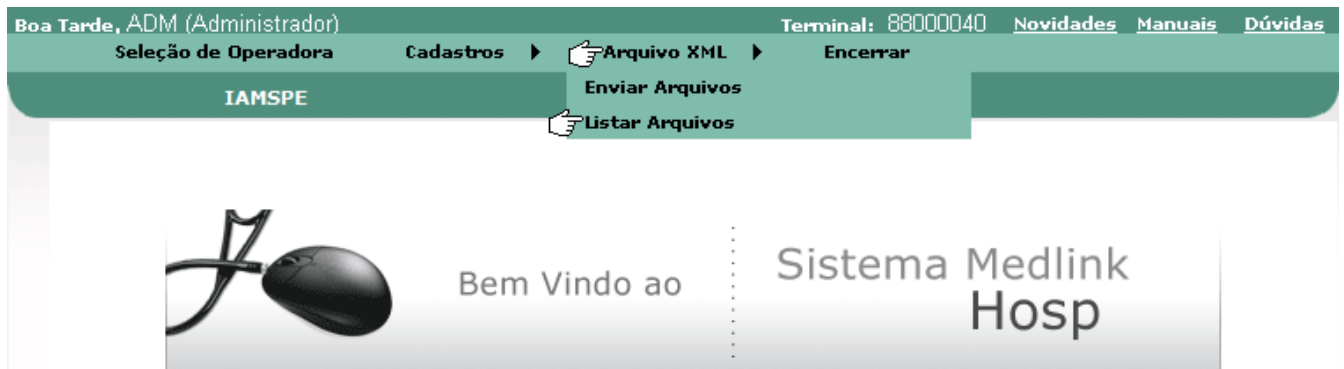 Boa Tarde, ADM (Administrador) Terminal: 88000040 Novidades Manuais Dúvidas
Seleção de Operadora Cadastros Arquivo XML Encerrar
IAMSPE
Enviar Arquivos
Listar Arquivos
Bem Vindo ao
Sistema Medlink
Hosp